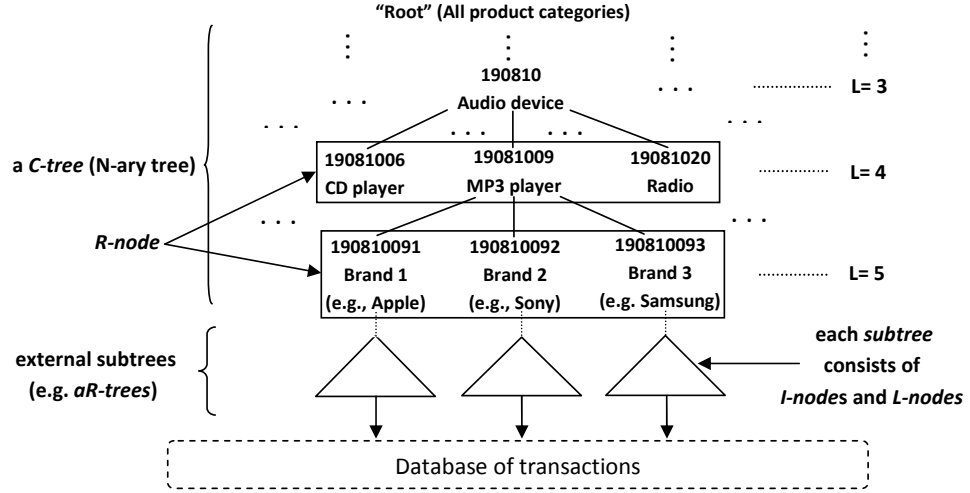 “Root” (All product categories)
190810
Audio device
L= 3
a C-tree (N-ary tree)
19081006
CD player
19081009
MP3 player
19081020
Radio
L= 4
R-node
190810091
Brand 1
(e.g., Apple)
190810092
Brand 2
(e.g., Sony)
190810093
Brand 3
(e.g. Samsung)
L= 5
external subtrees
(e.g. aR-trees)
each subtree
consists of
I-nodes and L-nodes
Database of transactions